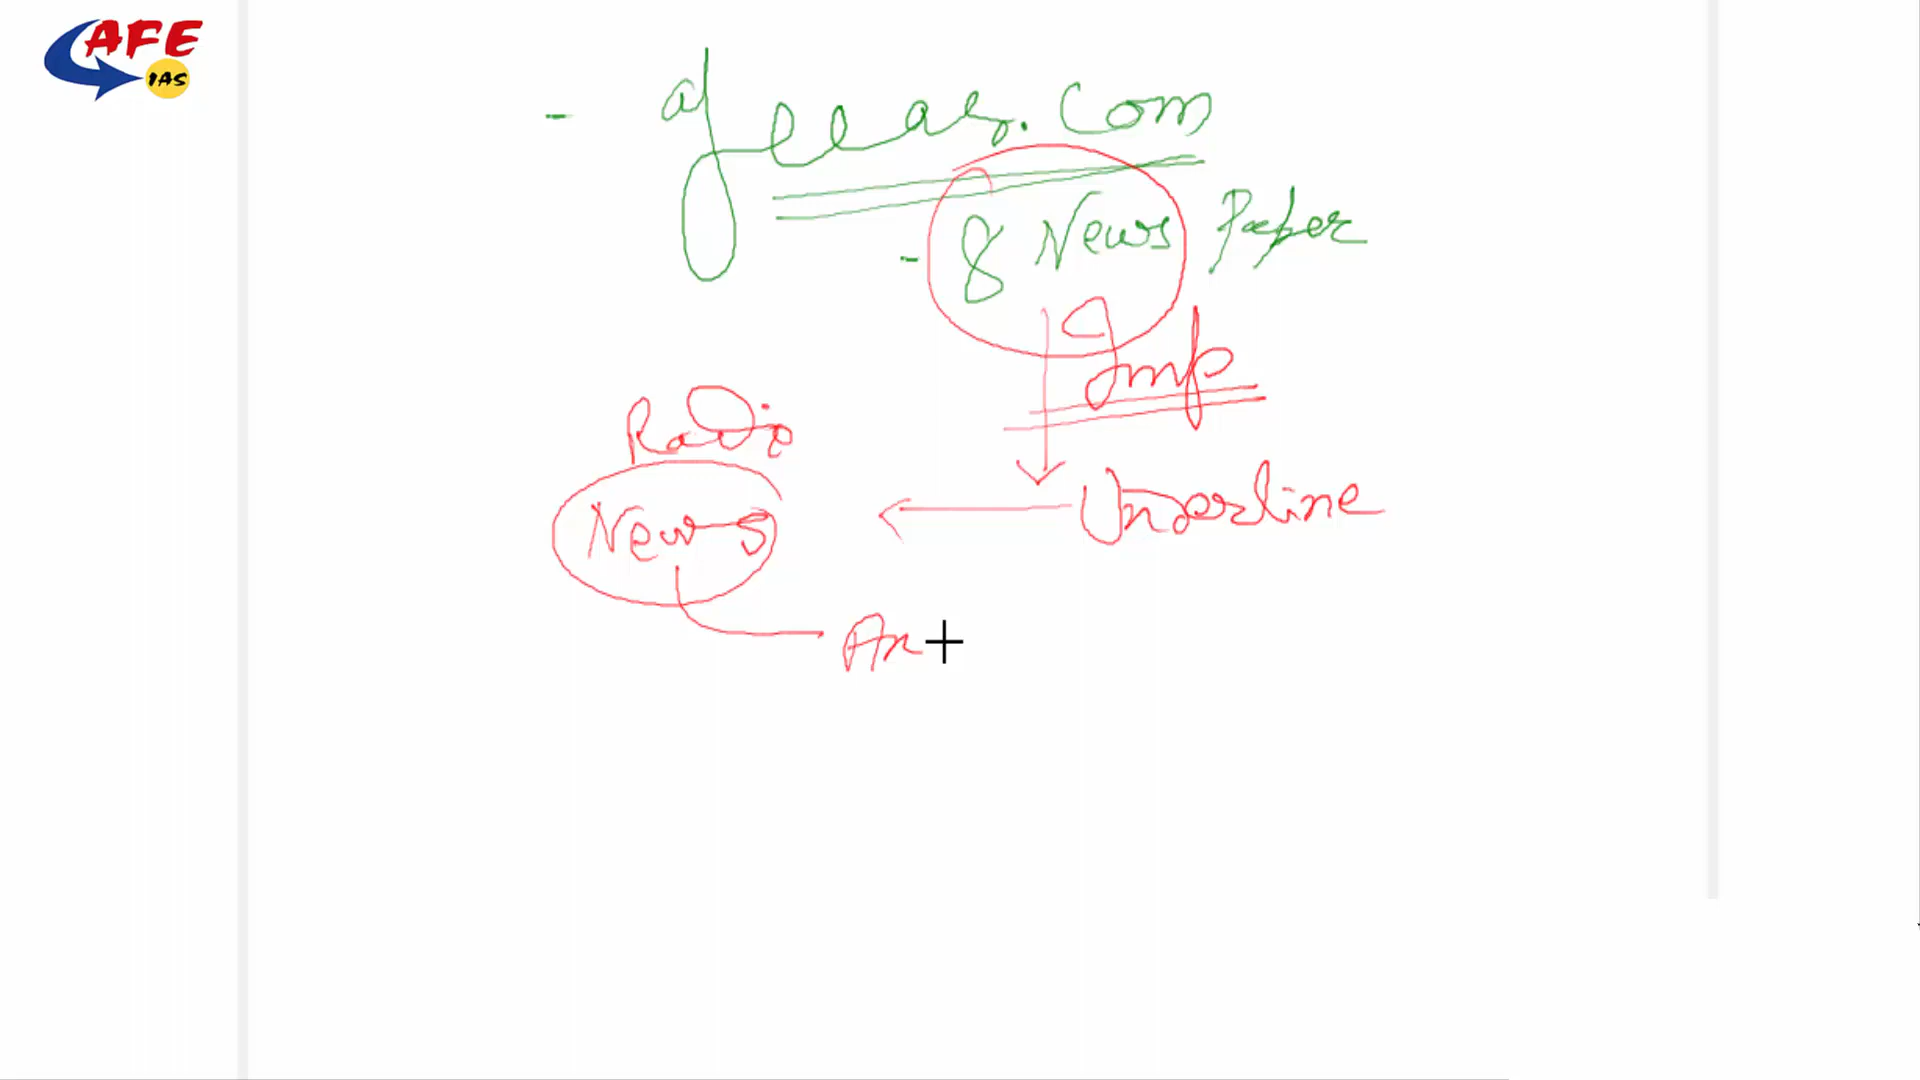 AFE
IAS
- afeias.com
- 8 News Paper
Imp
Radio
Underline
News
An